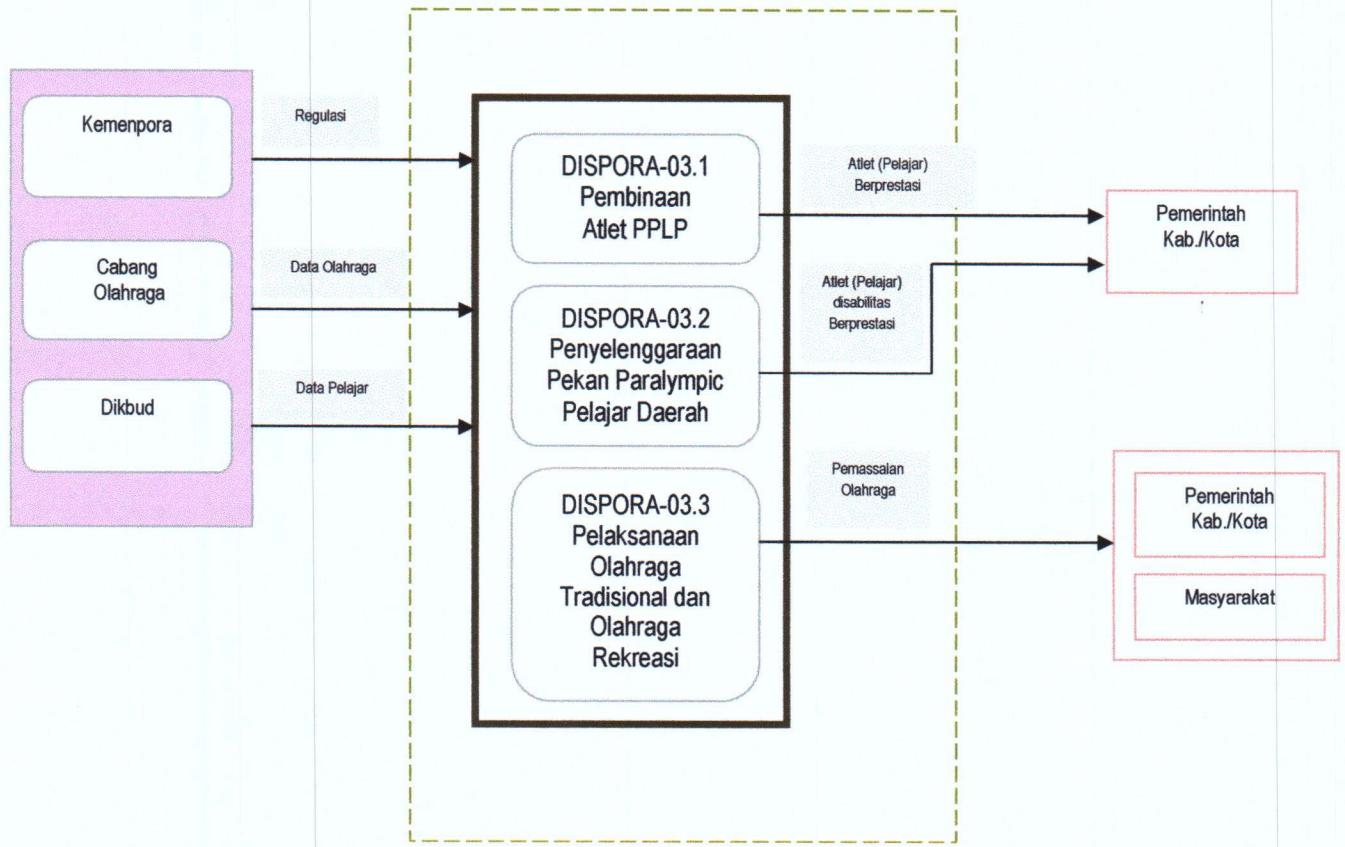 Kemenpora
Regulasi
Cabang
Olahraga
Data Olahraga
Dikbud
Data Pelajar
DISPORA-03.1
Pembinaan
Atlet PPLP
DISPORA-03.2
Penyelenggaraan
Pekan Paralympic
Pelajar Daerah
DISPORA-03.3
Pelaksanaan
Olahraga
Tradisional dan
Olahraga
Rekreasi
Atlet (Pelajar)
Berprestasi
Atlet (Pelajar)
disabilitas
Berprestasi
Pemassalan
Olahraga
Pemerintah
Kab./Kota
Pemerintah
Kab./Kota
Masyarakat